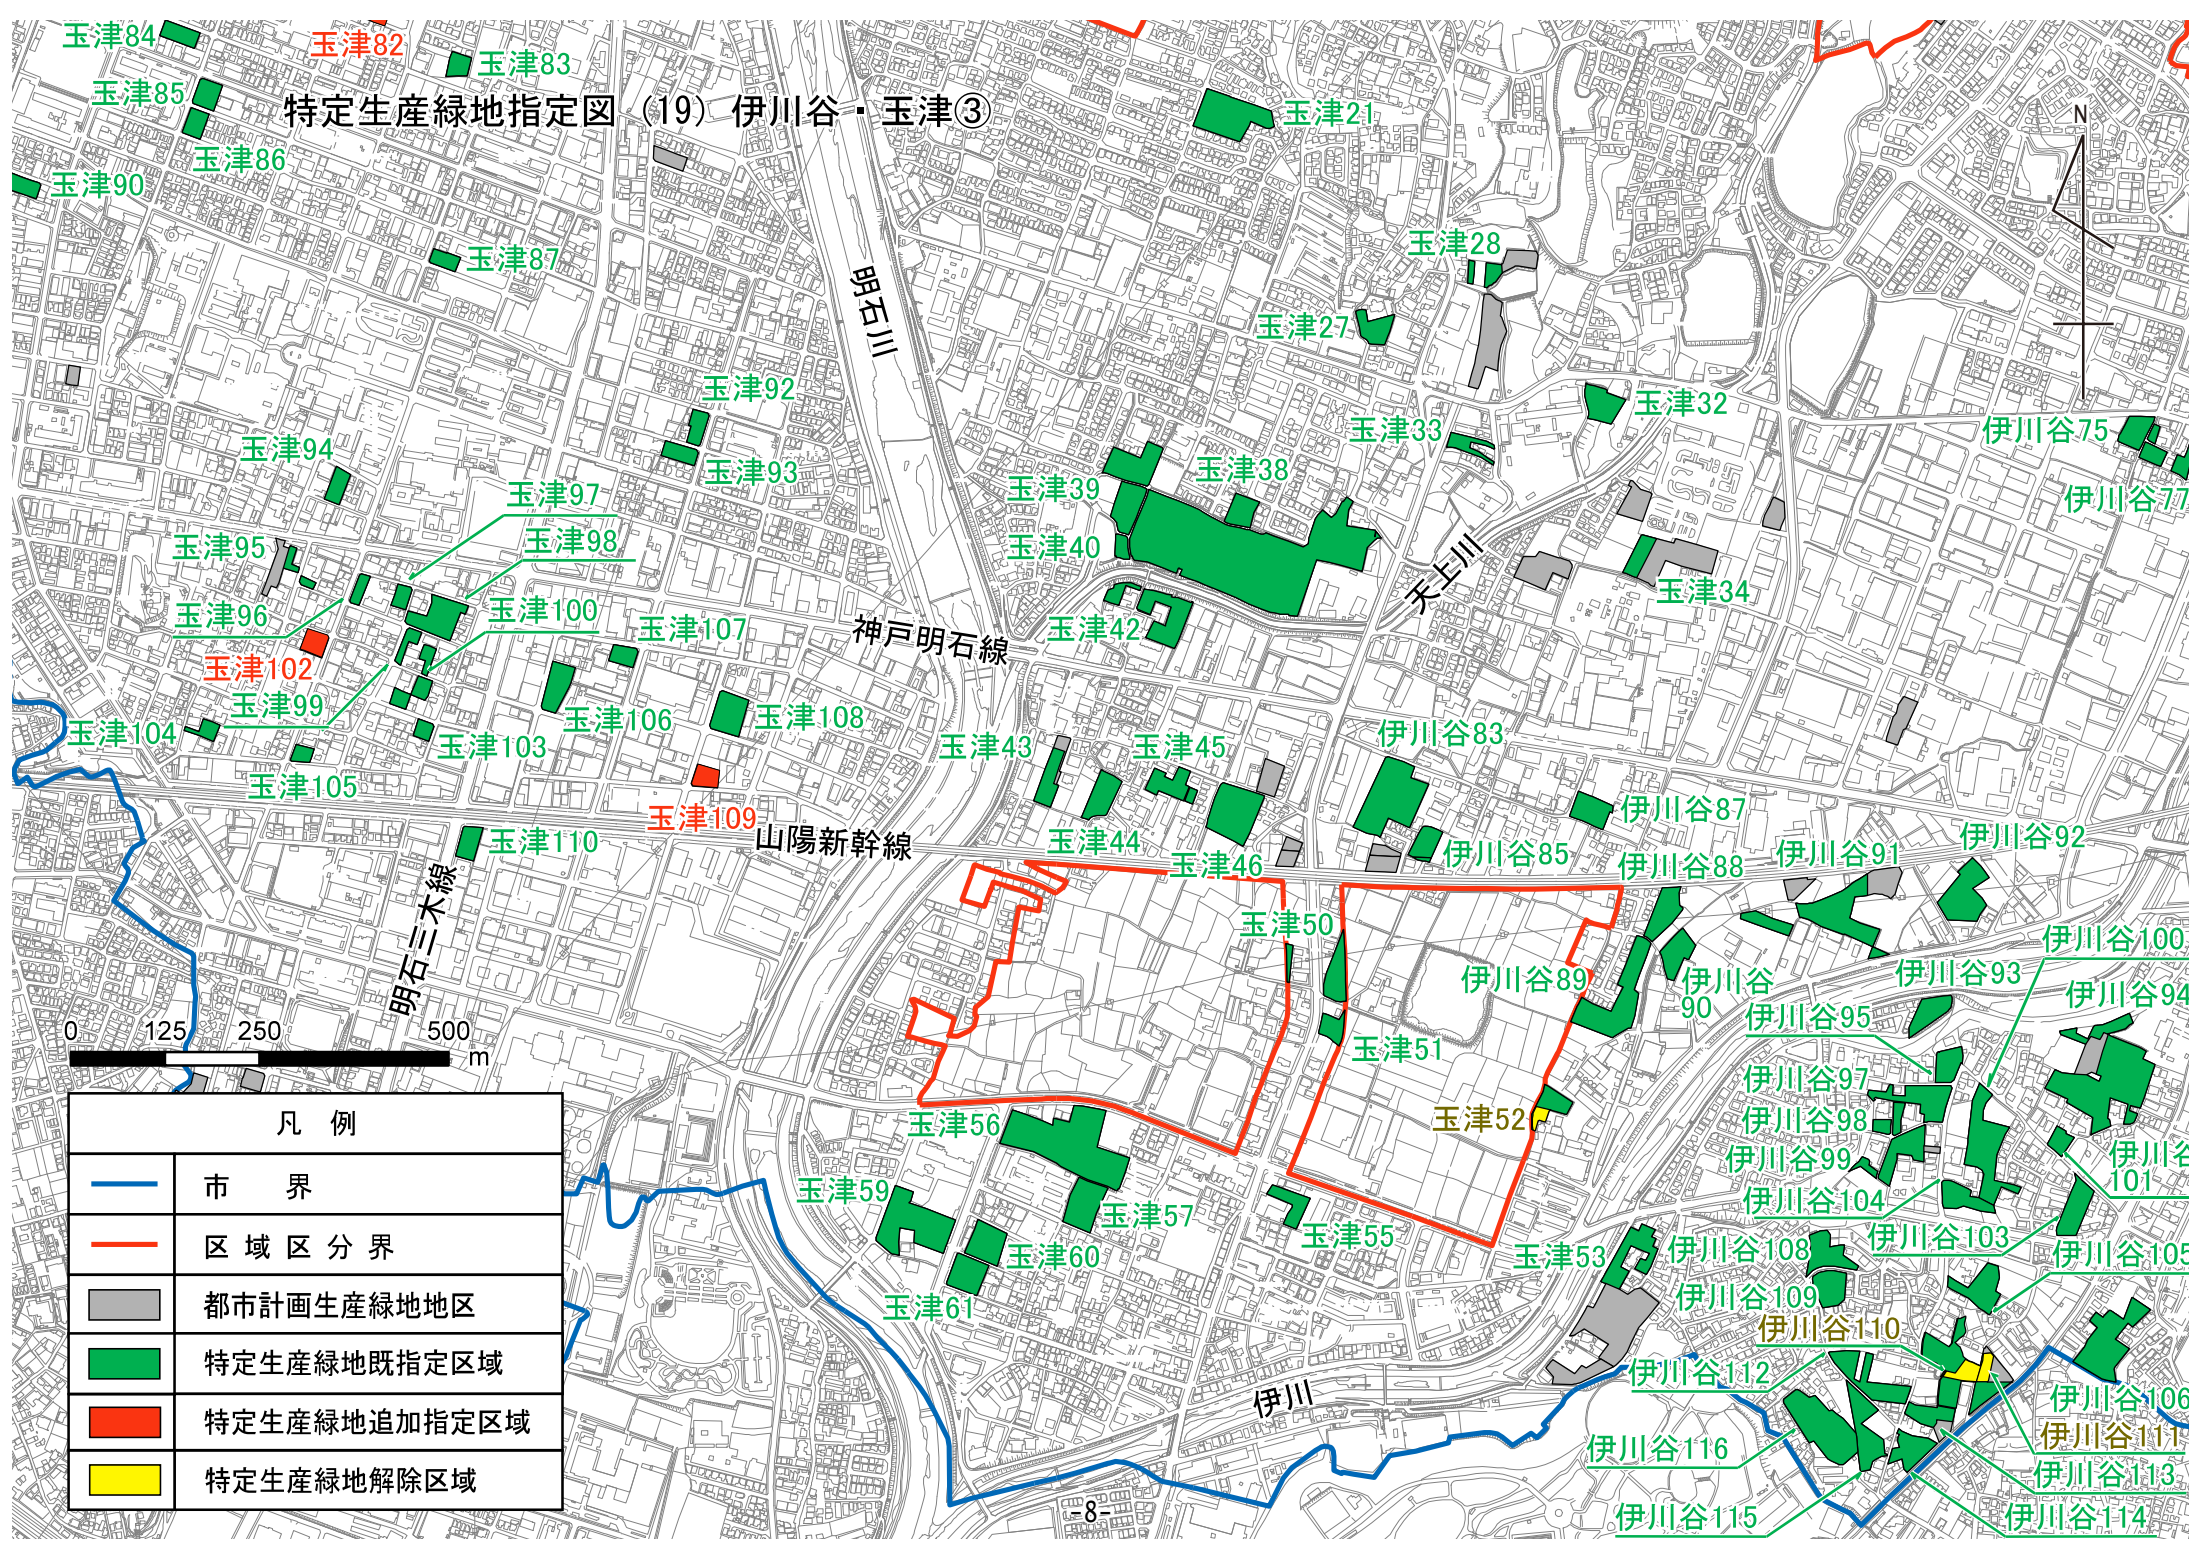 玉津84
玉津82
玉津83
玉津85
特定生産緑地指定図 (19) 伊川谷・玉津③
玉津21
N
玉津86
玉津90
玉津87
玉津28
明石川
玉津27
玉津92
玉津32
玉津33
伊川谷75
玉津94
玉津93
玉津38
玉津39
玉津97
伊川谷77
玉津98
玉津95
玉津40
天上川
玉津34
玉津96
玉津100
玉津107
玉津42
神戸明石線
玉津102
玉津99
玉津106
玉津108
玉津104
玉津103
玉津43
玉津45
伊川谷83
玉津105
玉津109
伊川谷87
玉津110
山陽新幹線
玉津44
玉津46
伊川谷85
伊川谷88
伊川谷91
伊川谷92
明石三木線
玉津50
伊川谷100
伊川谷89
伊川谷
90
伊川谷93
伊川谷94
伊川谷95
玉津51
0 125 250 500
m
伊川谷97
玉津52
伊川谷98
玉津56
伊川谷99
伊川谷
101
玉津59
伊川谷104
玉津57
玉津55
伊川谷103
玉津60
玉津53
伊川谷108
伊川谷105
玉津61
伊川谷109
伊川谷110
伊川谷112
伊川
伊川谷106
伊川谷111
伊川谷116
伊川谷113
伊川谷115
伊川谷114
凡 例
市 界
区域区分界
都市計画生産緑地地区
特定生産緑地既指定区域
特定生産緑地追加指定区域
特定生産緑地解除区域
-8-